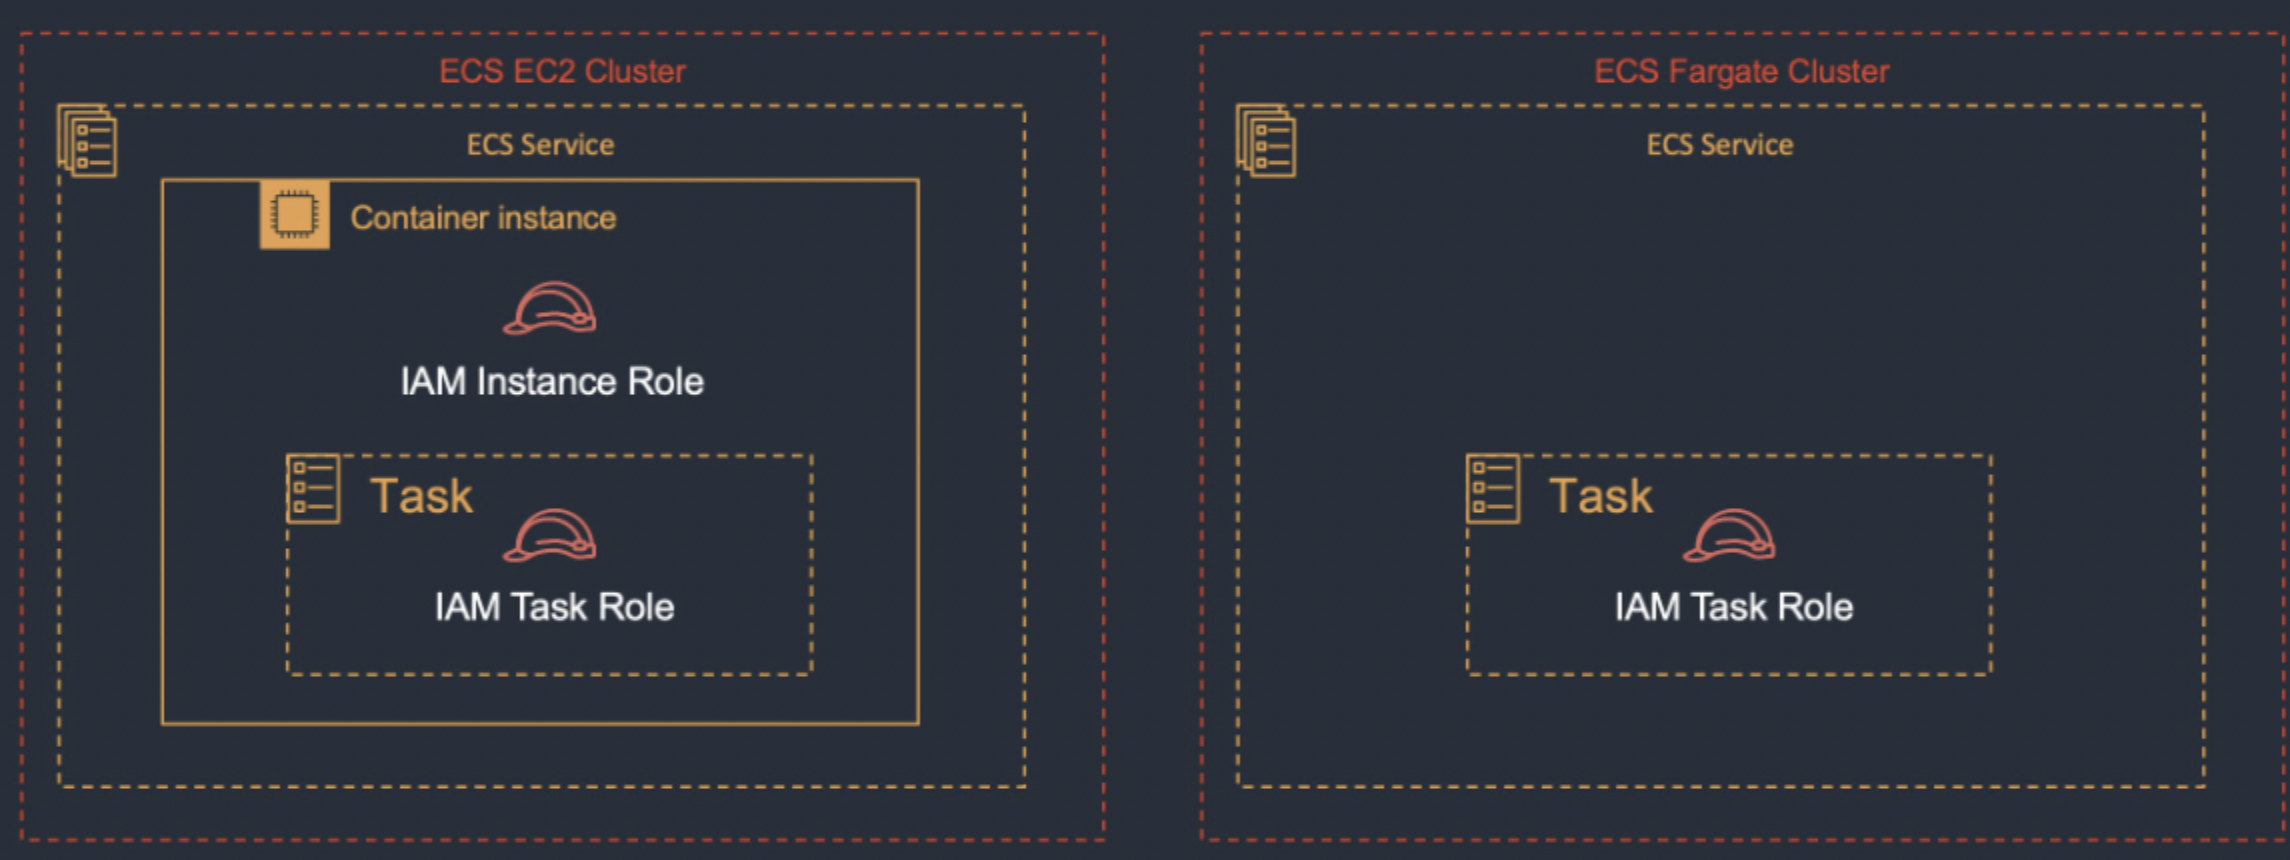 ECS EC2 Cluster
ECS Service
Container instance
IAM Instance Role
Task
IAM Task Role
ECS Fargate Cluster
ECS Service
Task
IAM Task Role